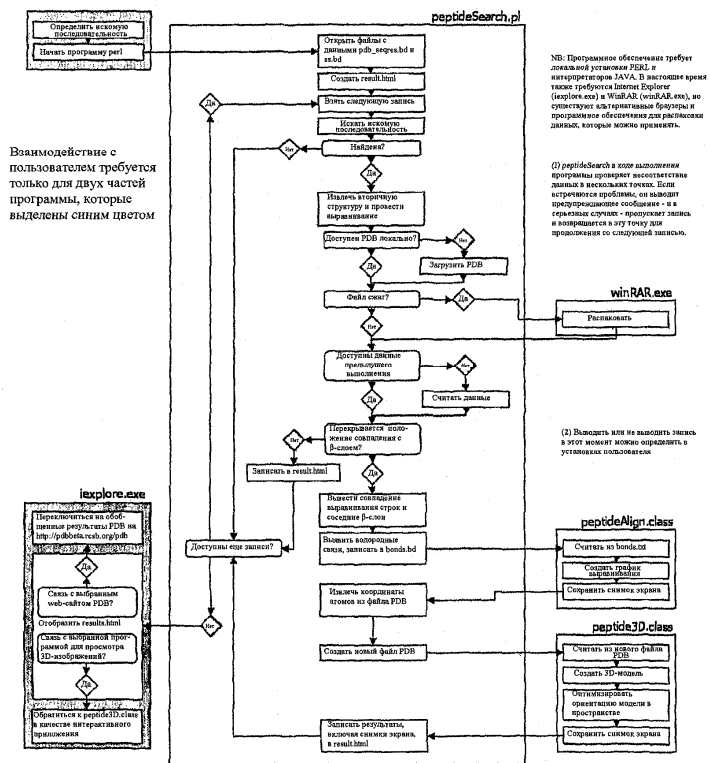 peptideSearch.pl
Определить искомую
последовательность
Начать программу perl
Открыть файлы с
данными pdb_seqres.bd и
ss.bd
Создать result.html
Да
Взять следующую запись
Искать искомую
последовательность
Нет
Найдена?
Да
Извлечь вторичную
структуру и провести
выравнивание
Доступен PDB локально?
Нет
Да
Загрузить PDB
Файл сжат?
Да
Нет
winRAR.exe
Распаковать
Доступны данные
предыдущего
выполнения
Нет
Да
Считать данные
Перекрывается поло-
жение совпадения с
β-слоем?
Нет
Да
Записать в result.html
Вынести совпадение
выравнивания строк и
соседние β-слои
Доступны еще записи?
Выявить водородные
связи, записать в bonds.bd
peptideAlign.class
Считать из bonds.txt
Создать график
выравнивания
Сохранить снимок экрана
Извлечь координаты
атомов из файла PDB
Нет
Создать новый файл PDB
peptide3D.class
Считать из нового файла
PDB
Создать 3D-модель
Оптимизировать
ориентацию модели в
пространстве
Сохранить снимок экрана
Записать результаты,
включая снимки экрана,
в result.html
iexplore.exe
Переключиться на обоб-
щенные результаты PDB на
http://pdbbeta.rcsb.org/pdb
Да
Связь с выбранным
web-сайтом PDB?
Отобразить results.html
Связь с выбранной прог-
раммой для просмотра
3D-изображений?
Да
Обратиться к peptide3D.class
в качестве интерактивного
приложения
Взаимодействие с
пользователем требуется
только для двух частей
программы, которые
выделены синим цветом
NB: Программное обеспечение требует
локальной установки PERL и
интерпретаторов JAVA. В настоящее время
также требуются Internet Explorer
(iexplore.exe) и WinRAR (winRAR.exe), но
существуют альтернативные браузеры и
программное обеспечения для распаковки
данных, которые можно применять.
(1) peptideSearch в ходе выполнения
программы проверяет несоответствие
данных в нескольких точках. Если
встречаются проблемы, он выводит
предупреждающее сообщение - и в
серьезных случаях - пропускает запись
и возвращается в эту точку для
продолжения со следующей записью.
(2) Выводить или не выводить запись
в этот момент можно определить в
установках пользователя